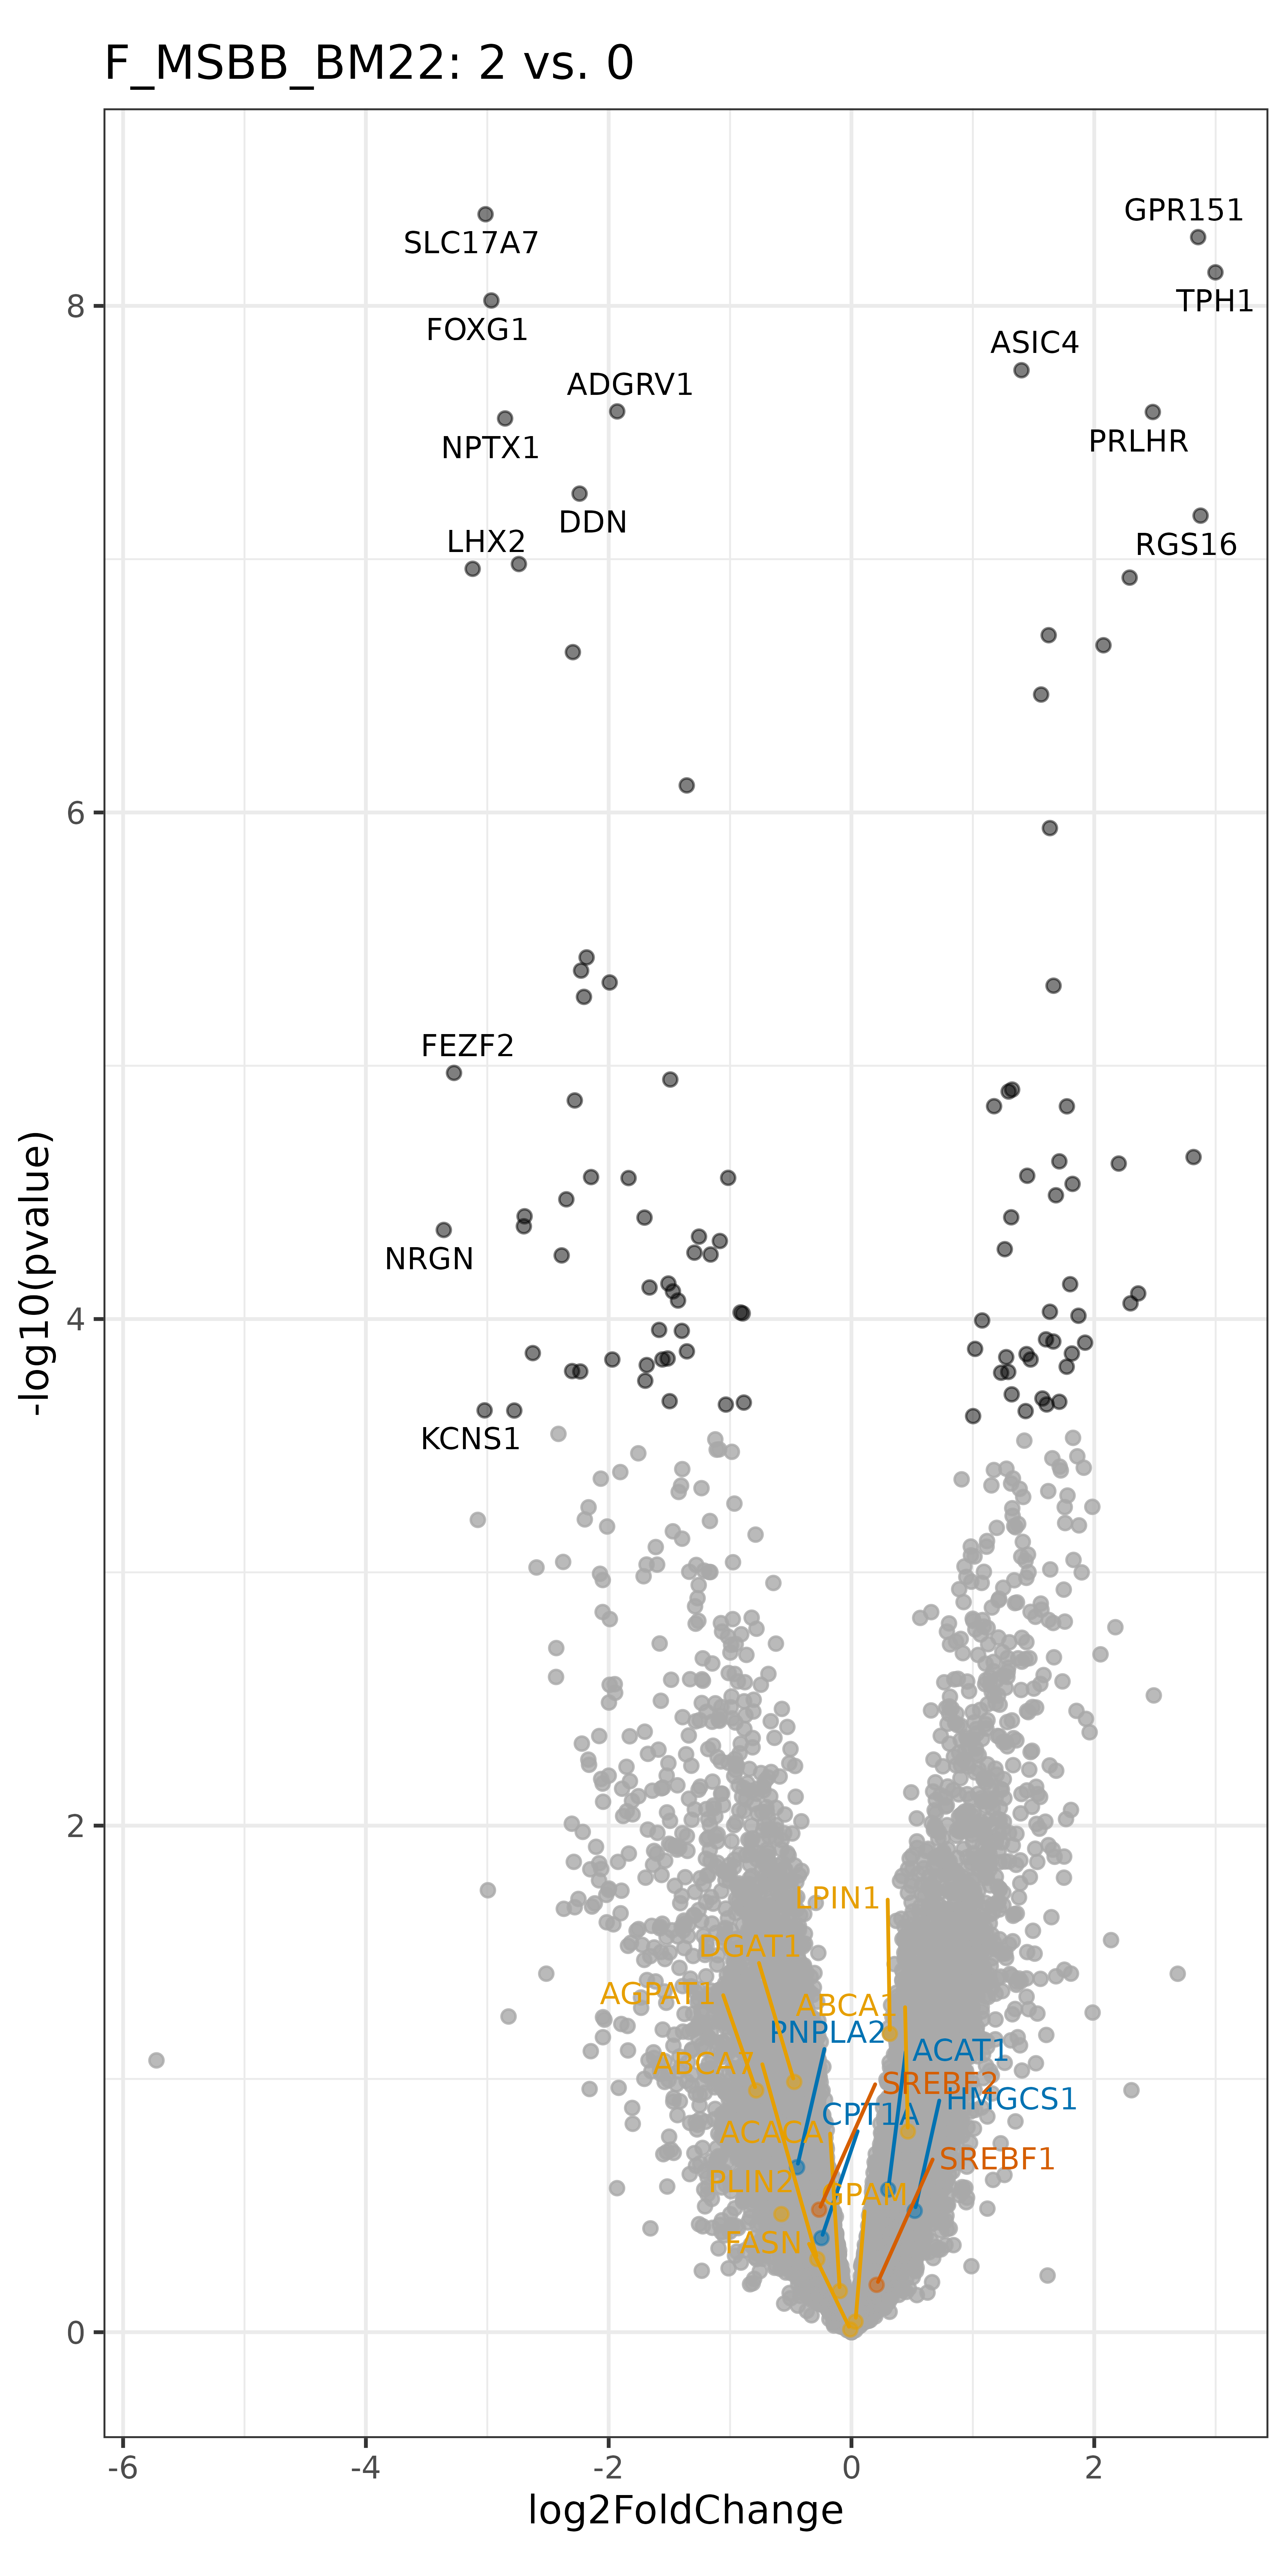 F_MSBB_BM22: 2 vs. 0
GPR151
SLC17A7
TPH1
8
FOXG1
ASIC4
ADGRV1
PRLHR
NPTX1
DDN
LHX2
RGS16
6
FEZF2
NRGN
4
KCNS1
2
LPIN1
DGAT1
AGPAT1
ABCA1
PNPLA2
ACAT1
ABCA7
SREBF2
HMGCS1
CPT1A
ACACA
SREBF1
PLIN2
GPAM
FASN
0
-log10(pvalue)
-6 -4 -2 0 2
log2FoldChange